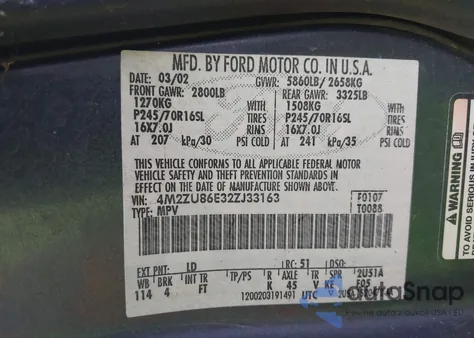 MFD. BY FORD MOTOR CO. IN U.S.A.
DATE: 03/02 GVWR: 5860LB/ 2658KG
FRONT GAWR: 2800LB REAR GAWR: 3325LB
1270KG WITH 1508KG WITH
P245/70R16SL TIRES P245/70R16SL TIRES
16X7.0J RIMS 16X7.0J RIMS
AT 207 kPa/30 PSI COLD AT 241 kPa/35 PSI COLD
THIS VEHICLE CONFORMS TO ALL APPLICABLE FEDERAL MOTOR
VEHICLE SAFETY AND THEFT PREVENTION STANDARDS IN
EFFECT ON THE DATE OF MANUFACTURE SHOWN ABOVE.
VIN: 4M2ZU86E32ZJ33163 F0107
TYPE: MPV T0088
EXT PNT: LD RC: 51 DSO:
WB BRK INT TR TP/PS R AXLE TR SPR 2U51A
114 4 FT K 45 V KE F05
1200203191491 UTC
WARNING
autaSnap